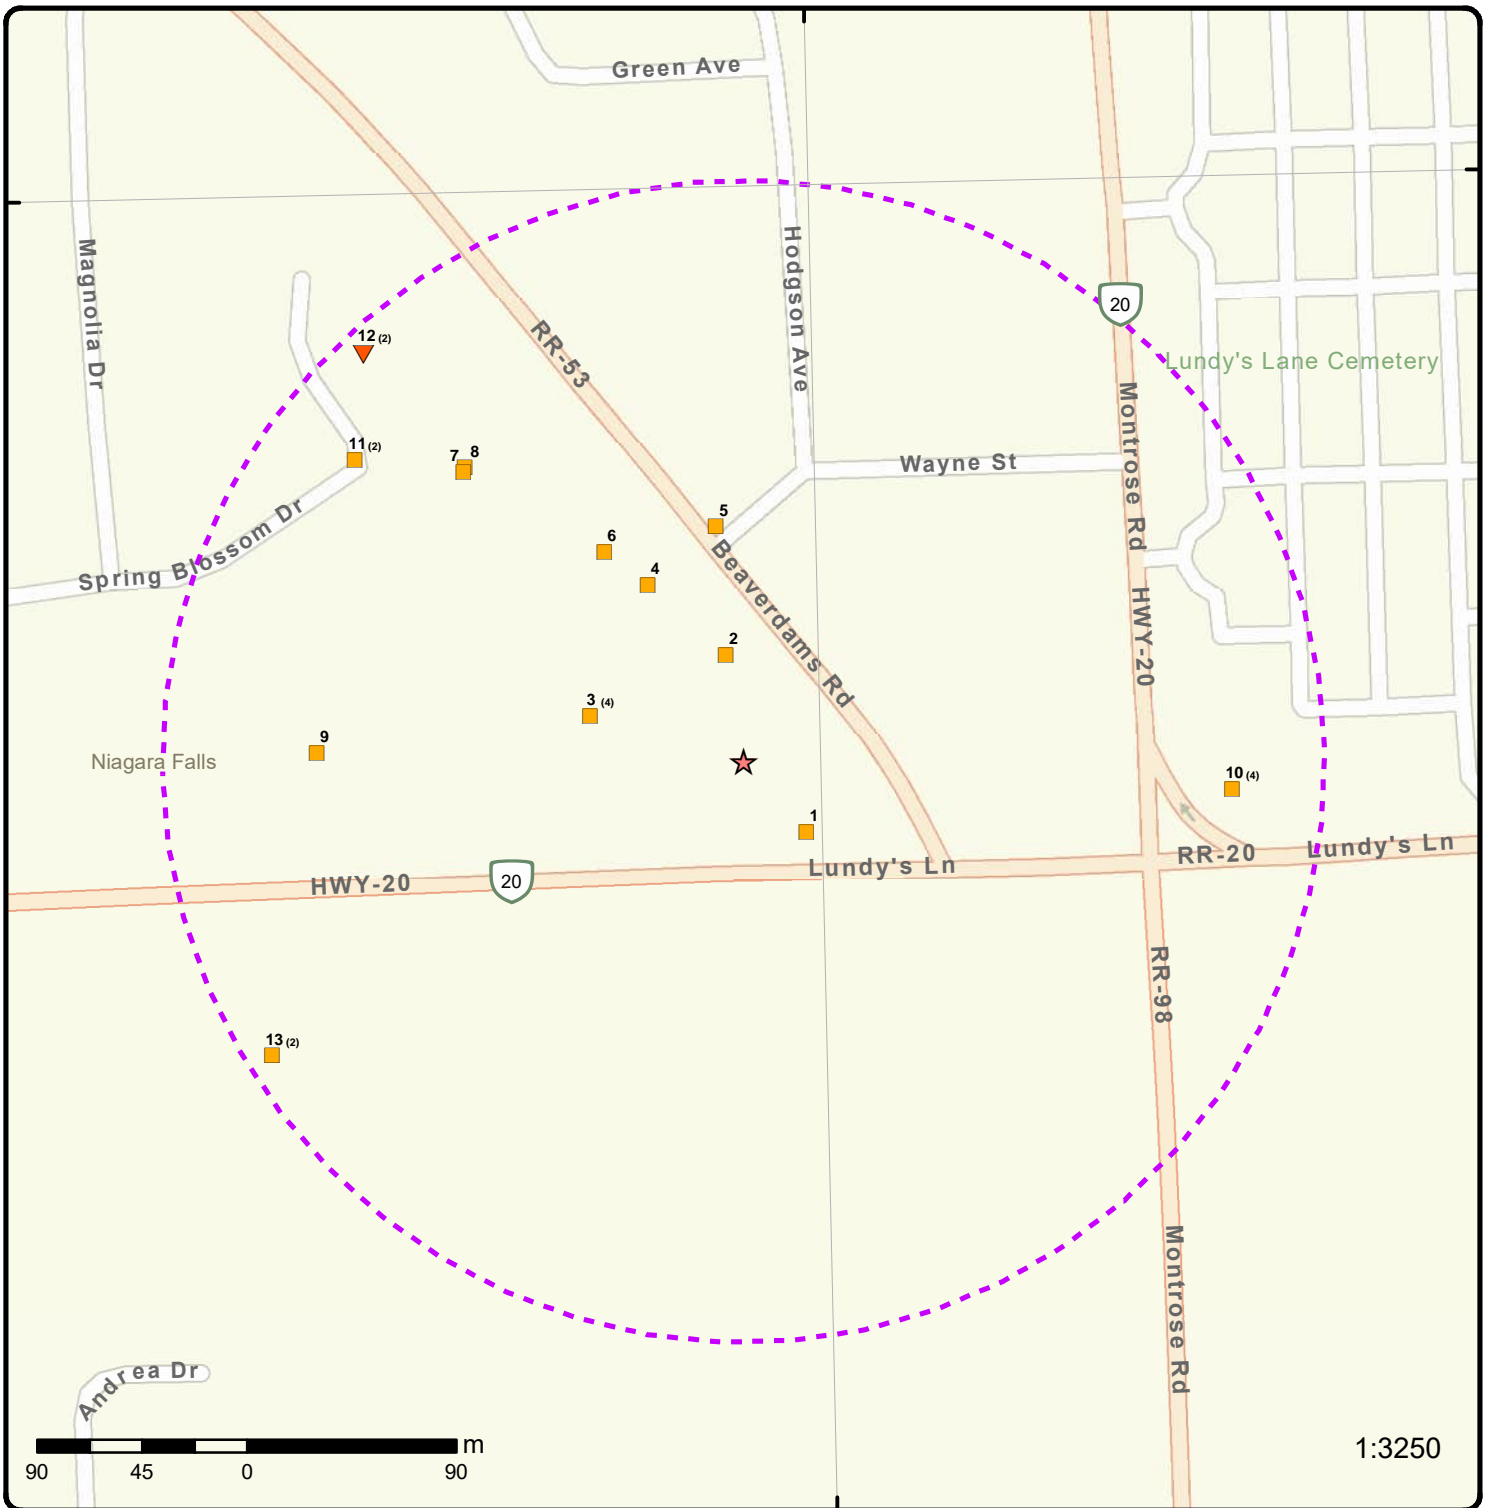 Green Ave
Magnolia Dr
Hodgson Ave
RR-53
20
12 (2)
Lundy's Lane Cemetery
11 (2)
7 8
Wayne St
Montrose Rd
Spring Blossom Dr
5
6
Beaverdams Rd
4
HWY-20
2
3 (4)
9
Niagara Falls
10 (4)
1
RR-20
Lundy's Ln
Lundy's Ln
HWY-20
20
RR-98
13 (2)
Montrose Rd
Andrea Dr
m
1:3250
90 45 0 90